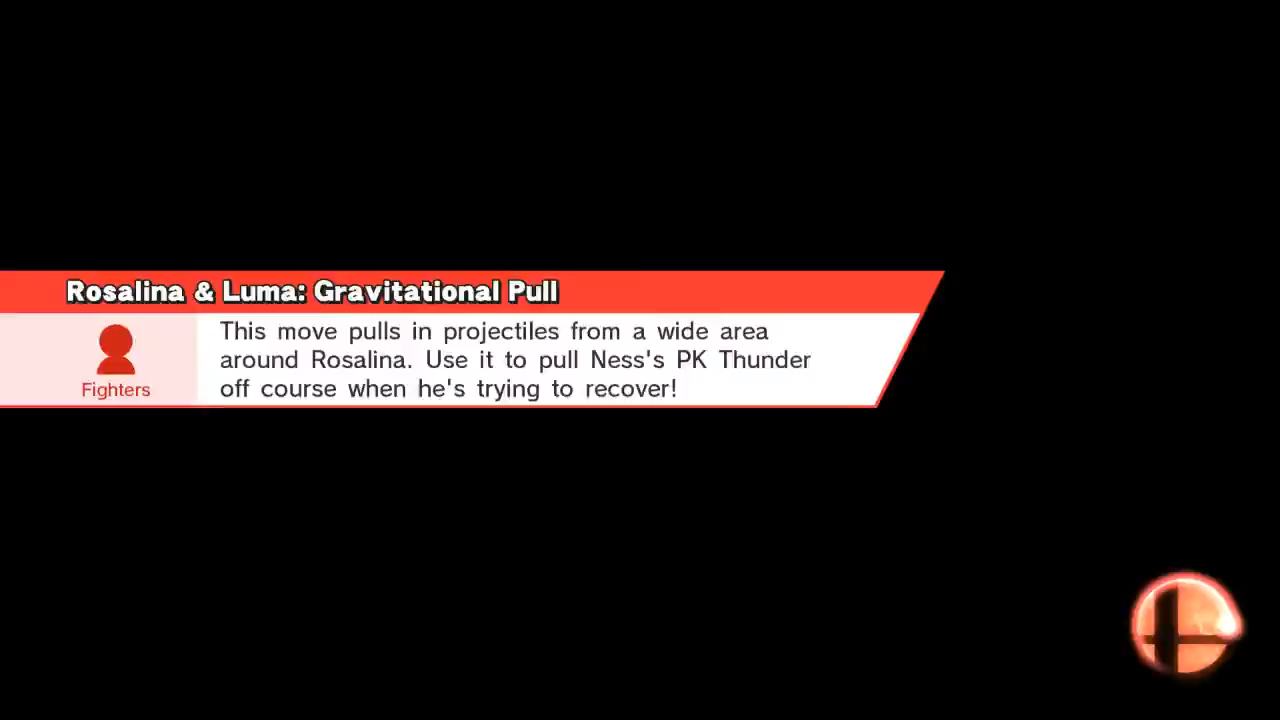 Rosalina & Luma: Gravitational Pull
Fighters
This move pulls in projectiles from a wide area
around Rosalina. Use it to pull Ness's PK Thunder
off course when he's trying to recover!